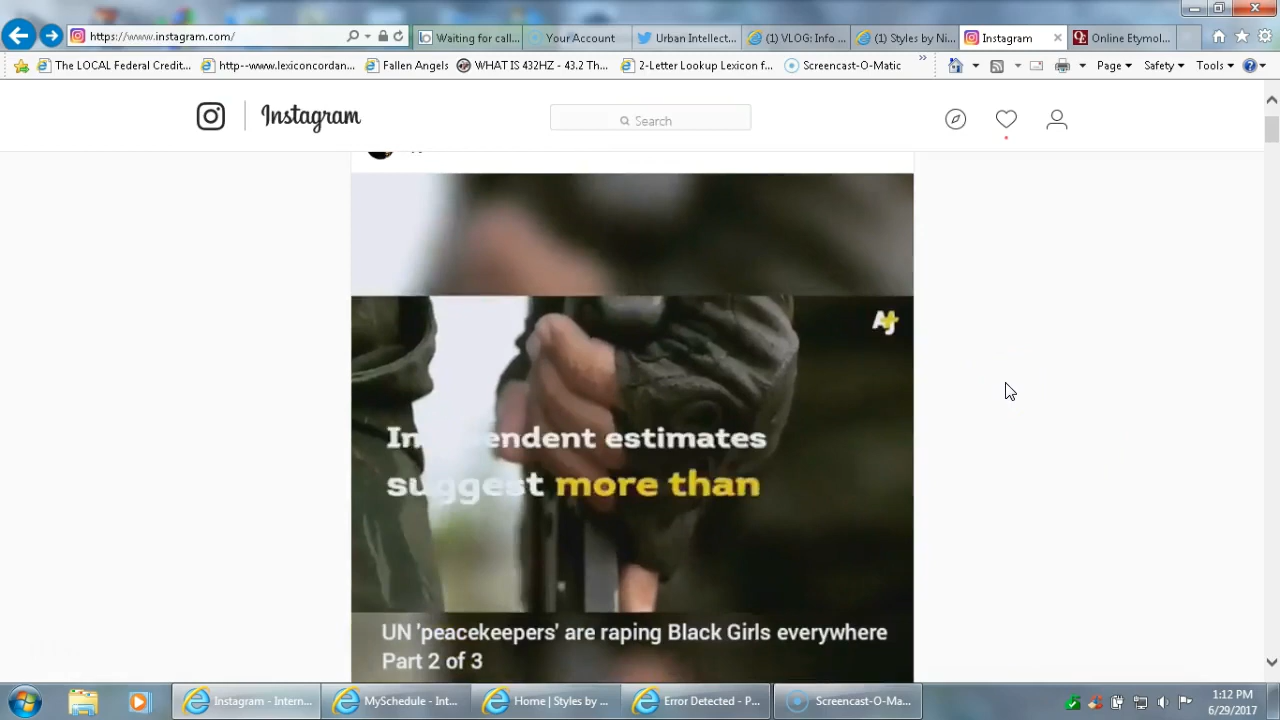 https://www.instagram.com/
Waiting for call...
Your Account
Urban Intellect...
(1) VLOG: Info ...
(1) Styles by Ni...
Instagram
Online Etymol...
The LOCAL Federal Credit...
http--www.lexiconcordan...
Fallen Angels
WHAT IS 432HZ - 43.2 Th...
2-Letter Lookup Lexicon f...
Screencast-O-Matic
Page
Safety
Tools
Instagram
Search
AJ+
Independent estimates
suggest more than
UN 'peacekeepers' are raping Black Girls everywhere
Part 2 of 3
Instagram - Intern...
MySchedule - Int...
Home | Styles by ...
Error Detected - P...
Screencast-O-Ma...
1:12 PM
6/29/2017